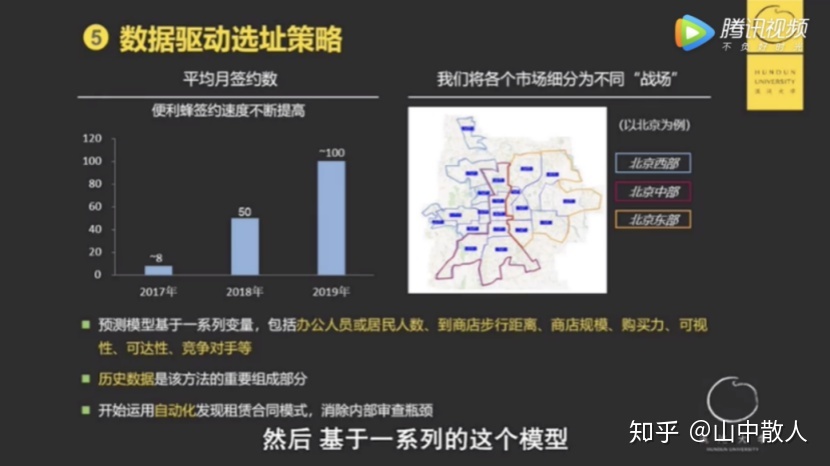 5 数据驱动选址策略
腾讯视频
HUNDUN
UNIVERSITY
平均月签约数
我们将各个市场细分为不同“战场”
便利蜂签约速度不断提高
(以北京为例)
120
100
80
60
40
20
0
~8
50
~100
2017年
2018年
2019年
北京西部
北京中部
北京东部
预测模型基于一系列变量，包括办公人员或居民人数、到商店步行距离、商店规模、购买力、可视
性、可达性、竞争对手等
历史数据是该方法的重要组成部分
开始运用自动化发现租赁合同模式，消除内部审查瓶颈
然后 基于一系列的这个模型
知乎 @山中散人
HUNDUN UNIVERSITY